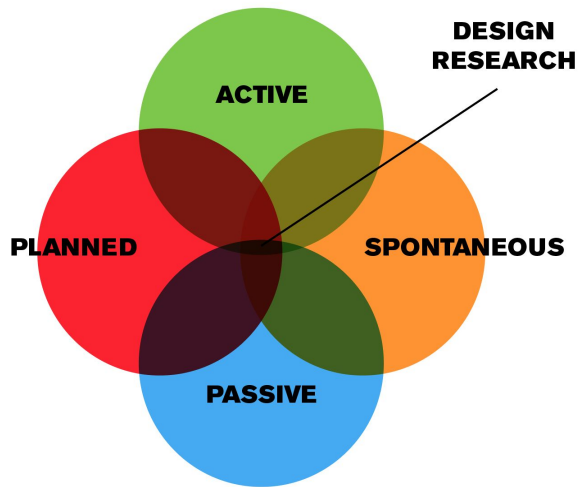 DESIGN
RESEARCH
ACTIVE
PLANNED
SPONTANEOUS
PASSIVE